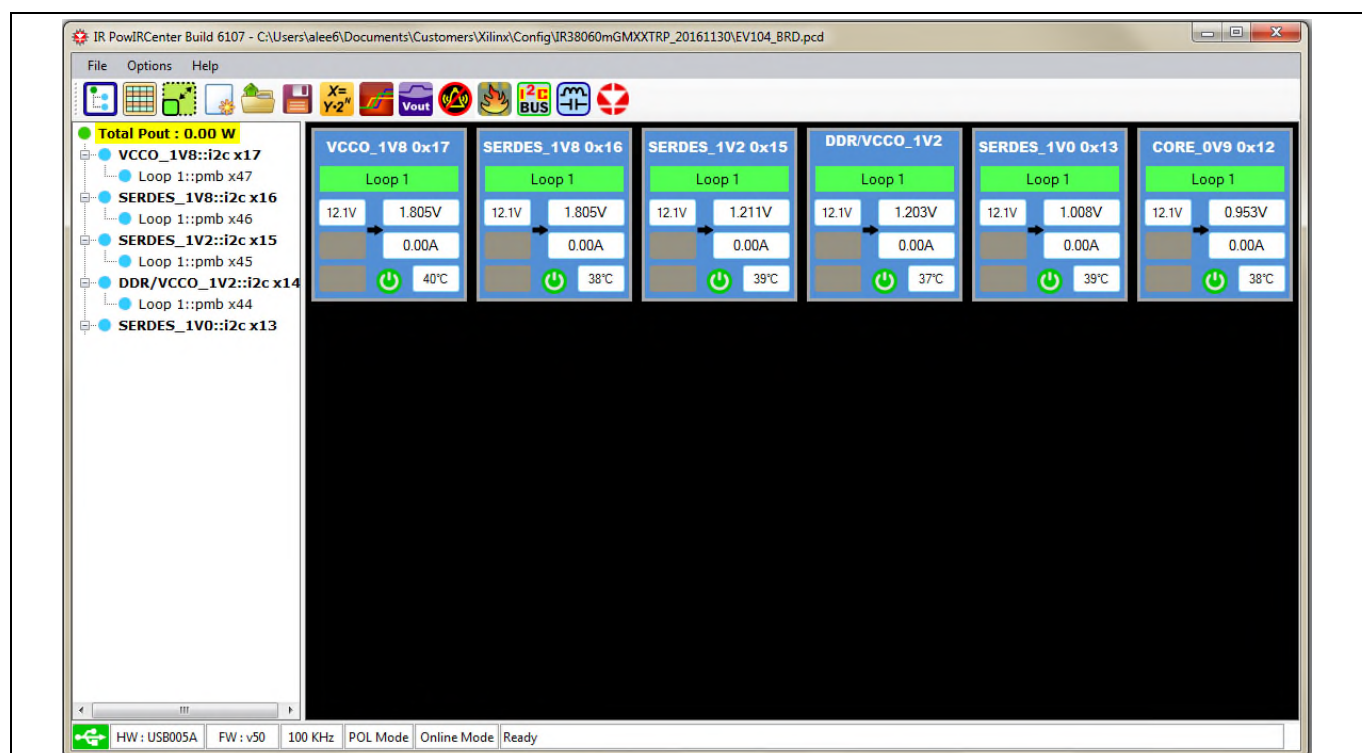 IR PowIRCenter Build 6107 - C:\Users\alee6\Documents\Customers\Xilinx\Config\IR38060mGMXXTRP_20161130\EV104_BRD.pcd
File Options Help
X= Y·2ⁿ Vout I²C BUS
Total Pout : 0.00 W
VCCO_1V8::i2c x17
Loop 1::pmb x47
SERDES_1V8::i2c x16
Loop 1::pmb x46
SERDES_1V2::i2c x15
Loop 1::pmb x45
DDR/VCCO_1V2::i2c x14
Loop 1::pmb x44
SERDES_1V0::i2c x13
VCCO_1V8 0x17
Loop 1
12.1V 1.805V
0.00A
40°C
SERDES_1V8 0x16
Loop 1
12.1V 1.805V
0.00A
38°C
SERDES_1V2 0x15
Loop 1
12.1V 1.211V
0.00A
39°C
DDR/VCCO_1V2
Loop 1
12.1V 1.203V
0.00A
37°C
SERDES_1V0 0x13
Loop 1
12.1V 1.008V
0.00A
39°C
CORE_0V9 0x12
Loop 1
12.1V 0.953V
0.00A
38°C
HW : USB005A FW : v50 100 KHz POL Mode Online Mode Ready